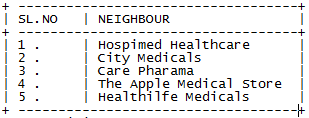 + - - - - - - - - - - - - - - - - - - - - - - - - - - - - - - - - - +
| SL.NO | NEIGHBOUR |
+ - - - - - - - - - - - - - - - - - - - - - - - - - - - - - - - - - +
| 1 . | Hospimed Healthcare |
| 2 . | City Medicals |
| 3 . | Care Pharama |
| 4 . | The Apple Medical Store |
| 5 . | Healthilfe Medicals |
+ - - - - - - - - - - - - - - - - - - - - - - - - - - - - - - - - - +